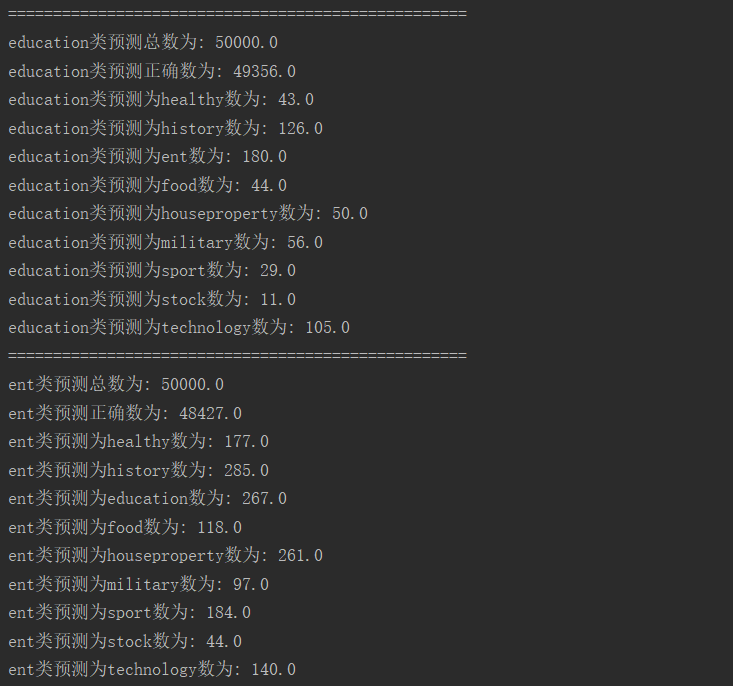 ===================================================
education类预测总数为: 50000.0
education类预测正确数为: 49356.0
education类预测为healthy数为: 43.0
education类预测为history数为: 126.0
education类预测为ent数为: 180.0
education类预测为food数为: 44.0
education类预测为houseproperty数为: 50.0
education类预测为military数为: 56.0
education类预测为sport数为: 29.0
education类预测为stock数为: 11.0
education类预测为technology数为: 105.0
===================================================
ent类预测总数为: 50000.0
ent类预测正确数为: 48427.0
ent类预测为healthy数为: 177.0
ent类预测为history数为: 285.0
ent类预测为education数为: 267.0
ent类预测为food数为: 118.0
ent类预测为houseproperty数为: 261.0
ent类预测为military数为: 97.0
ent类预测为sport数为: 184.0
ent类预测为stock数为: 44.0
ent类预测为technology数为: 140.0